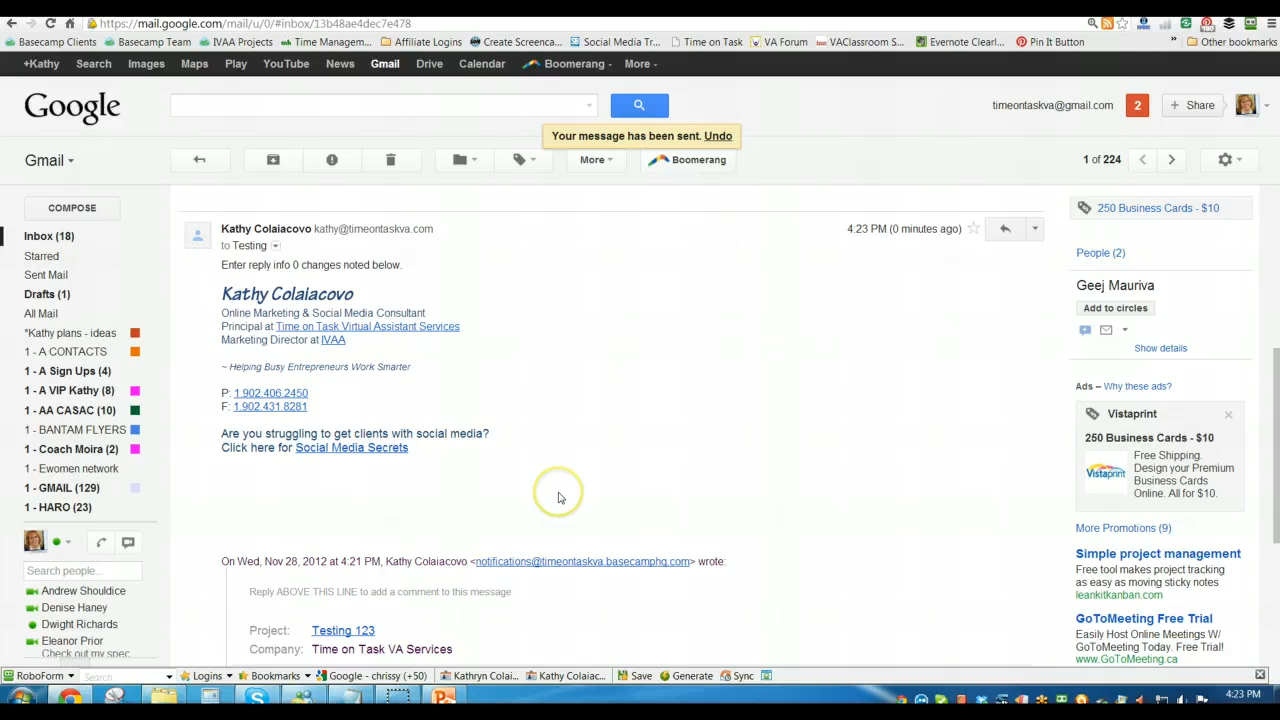 https://mail.google.com/mail/u/0/#inbox/13b48ae4dec7e478
Basecamp Clients Basecamp Team IVAA Projects Time Managem... Affiliate Logins Create Screenca... Social Media Tr... Time on Task VA Forum VAClassroom S... Evernote Clearl... Pin It Button » Other bookmarks
+Kathy Search Images Maps Play YouTube News Gmail Drive Calendar Boomerang More
Google
timeontaskva@gmail.com 2 + Share
Your message has been sent. Undo
Gmail
More Boomerang 1 of 224
COMPOSE
Inbox (18)
Starred
Sent Mail
Drafts (1)
All Mail
*Kathy plans - ideas
1 - A CONTACTS
1 - A Sign Ups (4)
1 - A VIP Kathy (8)
1 - AA CASAC (10)
1 - BANTAM FLYERS
1 - Coach Moira (2)
1 - Ewomen network
1 - GMAIL (129)
1 - HARO (23)
Search people...
Andrew Shouldice
Denise Haney
Dwight Richards
Eleanor Prior
Check out my spec
Kathy Colaiacovo kathy@timeontaskva.com 4:23 PM (0 minutes ago)
to Testing
Enter reply info 0 changes noted below.
Kathy Colaiacovo
Online Marketing & Social Media Consultant
Principal at Time on Task Virtual Assistant Services
Marketing Director at IVAA
~ Helping Busy Entrepreneurs Work Smarter
P: 1.902.406.2450
F: 1.902.431.8281
Are you struggling to get clients with social media?
Click here for Social Media Secrets
On Wed, Nov 28, 2012 at 4:21 PM, Kathy Colaiacovo <notifications@timeontaskva.basecamphq.com> wrote:
Reply ABOVE THIS LINE to add a comment to this message
Project: Testing 123
Company: Time on Task VA Services
250 Business Cards - $10
People (2)
Geej Mauriva
Add to circles
Show details
Ads – Why these ads?
Vistaprint
250 Business Cards - $10
Vistaprint
Free Shipping.
Design your Premium
Business Cards
Online. All for $10.
More Promotions (9)
Simple project management
Free tool makes project tracking
as easy as moving sticky notes
leankitkanban.com
GoToMeeting Free Trial
Easily Host Online Meetings W/
GoToMeeting. Free Trial!
www.GoToMeeting.ca
RoboForm Search Logins Bookmarks Google - chrissy (+50) Kathryn Colai... Kathy Colaiac... Save Generate Sync
4:23 PM